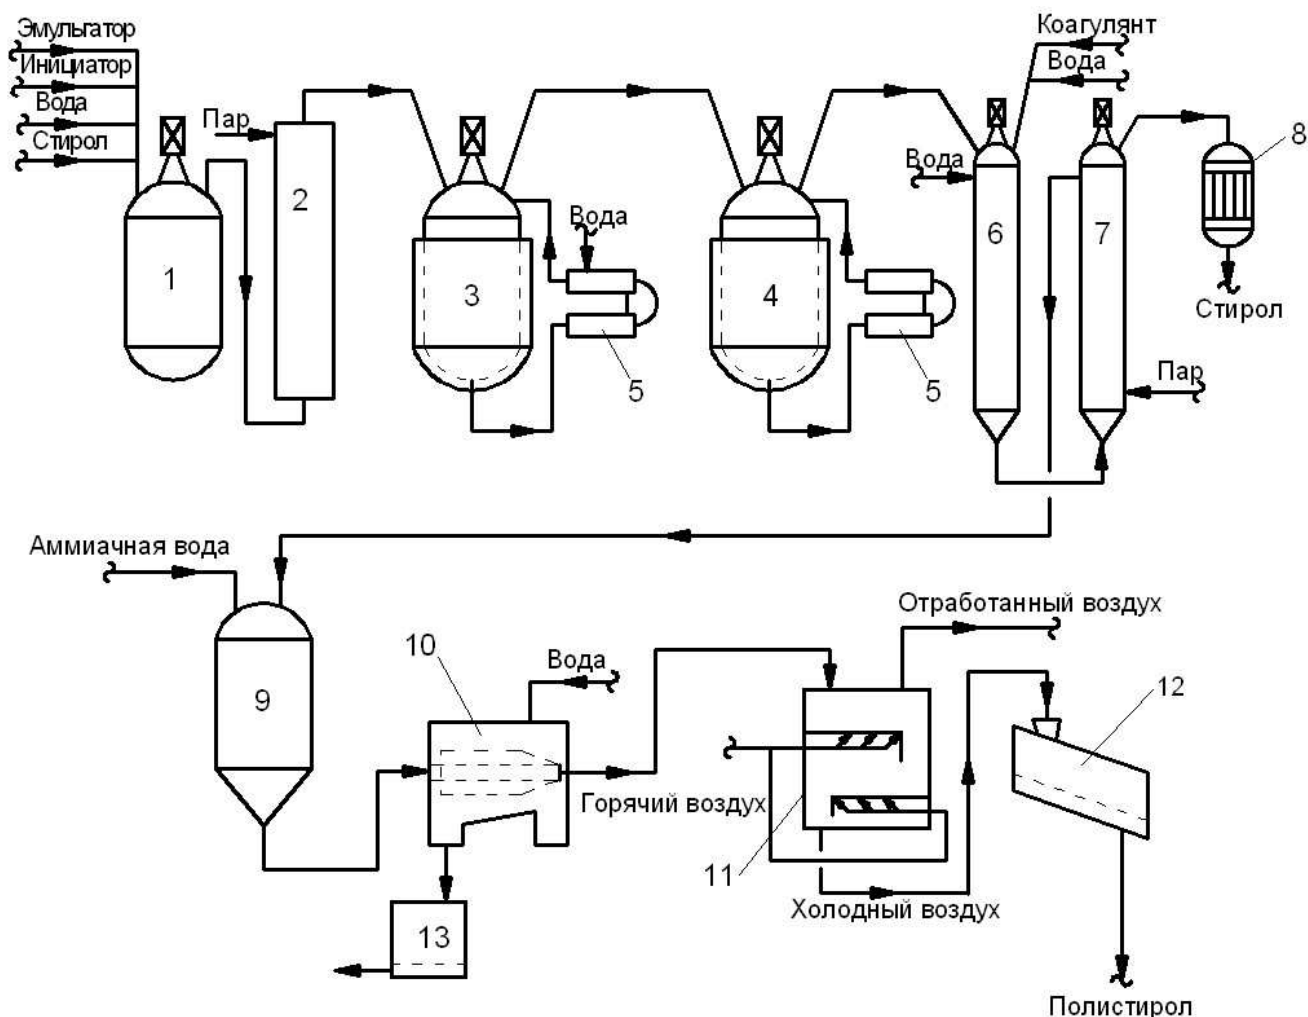 Эмульгатор
Инициатор
Вода
Стирол
Пар
Коагулянт
Вода
Вода
Вода
1
2
3
4
5
5
6
7
8
Стирол
Пар
Аммиачная вода
9
10
Вода
Горячий воздух
Отработанный воздух
11
12
Холодный воздух
13
Полистирол